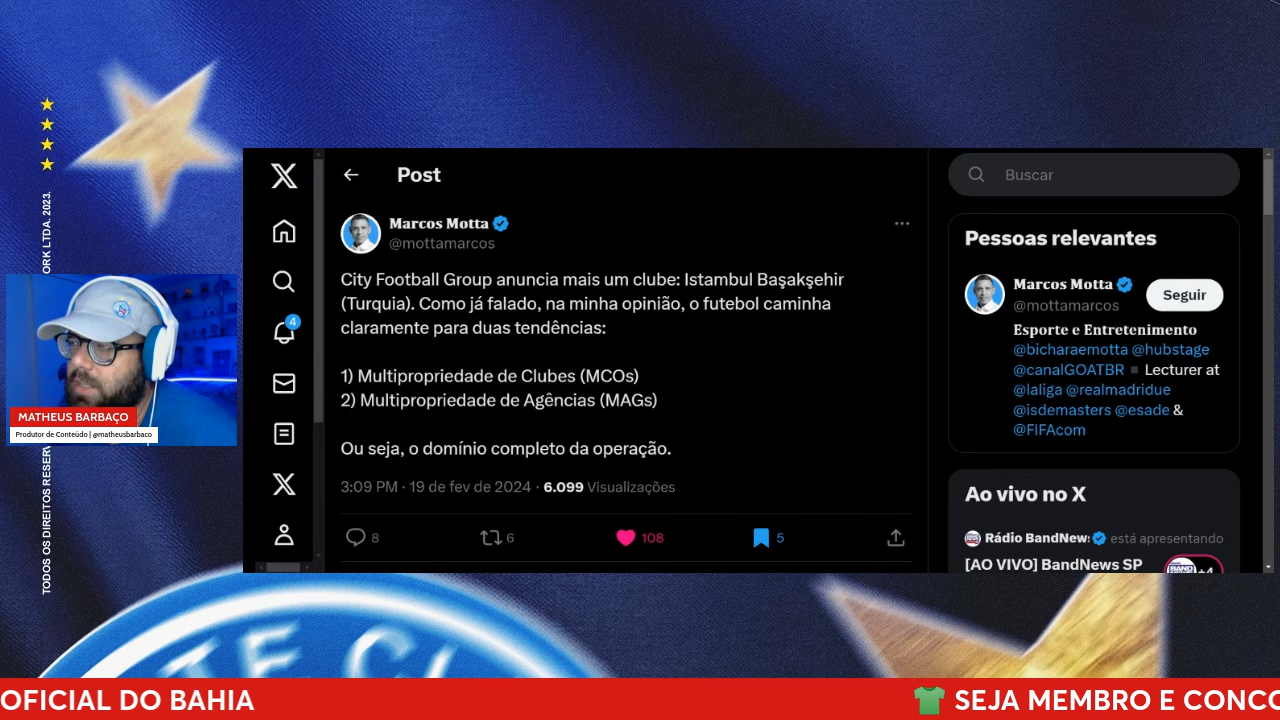 TODOS OS DIREITOS RESERV
ORK LTDA. 2023.
MATHEUS BARBAÇO
Produtor de Conteúdo | @matheusbarbaco
Post
Marcos Motta
@mottamarcos
City Football Group anuncia mais um clube: Istambul Başakşehir
(Turquia). Como já falado, na minha opinião, o futebol caminha
claramente para duas tendências:
1) Multipropriedade de Clubes (MCOs)
2) Multipropriedade de Agências (MAGs)
Ou seja, o domínio completo da operação.
3:09 PM · 19 de fev de 2024 · 6.099 Visualizações
8
6
108
5
4
Buscar
Pessoas relevantes
Marcos Motta
@mottamarcos
Seguir
Esporte e Entretenimento
@bicharaemotta @hubstage
@canalGOATBR ▪ Lecturer at
@laliga @realmadridue
@isdemasters @esade &
@FIFAcom
Ao vivo no X
Rádio BandNews está apresentando
[AO VIVO] BandNews SP
+4
TE CL
OFICIAL DO BAHIA
SEJA MEMBRO E CONCO